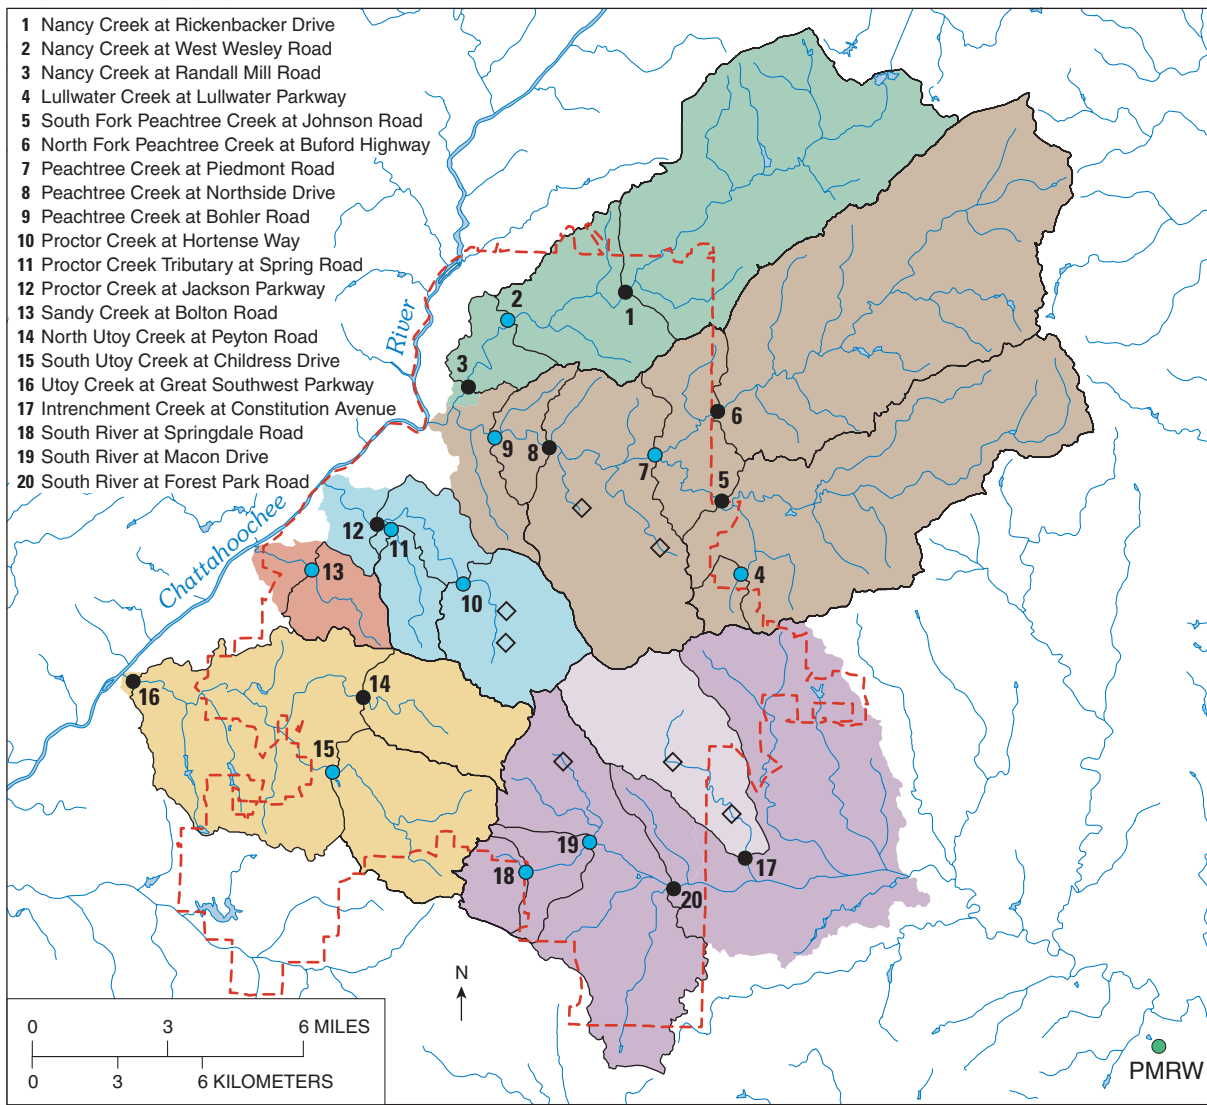 1 Nancy Creek at Rickenbacker Drive
2 Nancy Creek at West Wesley Road
3 Nancy Creek at Randall Mill Road
4 Lullwater Creek at Lullwater Parkway
5 South Fork Peachtree Creek at Johnson Road
6 North Fork Peachtree Creek at Buford Highway
7 Peachtree Creek at Piedmont Road
8 Peachtree Creek at Northside Drive
9 Peachtree Creek at Bohler Road
10 Proctor Creek at Hortense Way
11 Proctor Creek Tributary at Spring Road
12 Proctor Creek at Jackson Parkway
13 Sandy Creek at Bolton Road
14 North Utoy Creek at Peyton Road
15 South Utoy Creek at Childress Drive
16 Utoy Creek at Great Southwest Parkway
17 Intrenchment Creek at Constitution Avenue
18 South River at Springdale Road
19 South River at Macon Drive
20 South River at Forest Park Road
Chattahoochee River
1
2
3
6
9
8
7
5
12
11
4
13
10
16
14
15
19
18
17
20
N
0 3 6 MILES
0 3 6 KILOMETERS
PMRW